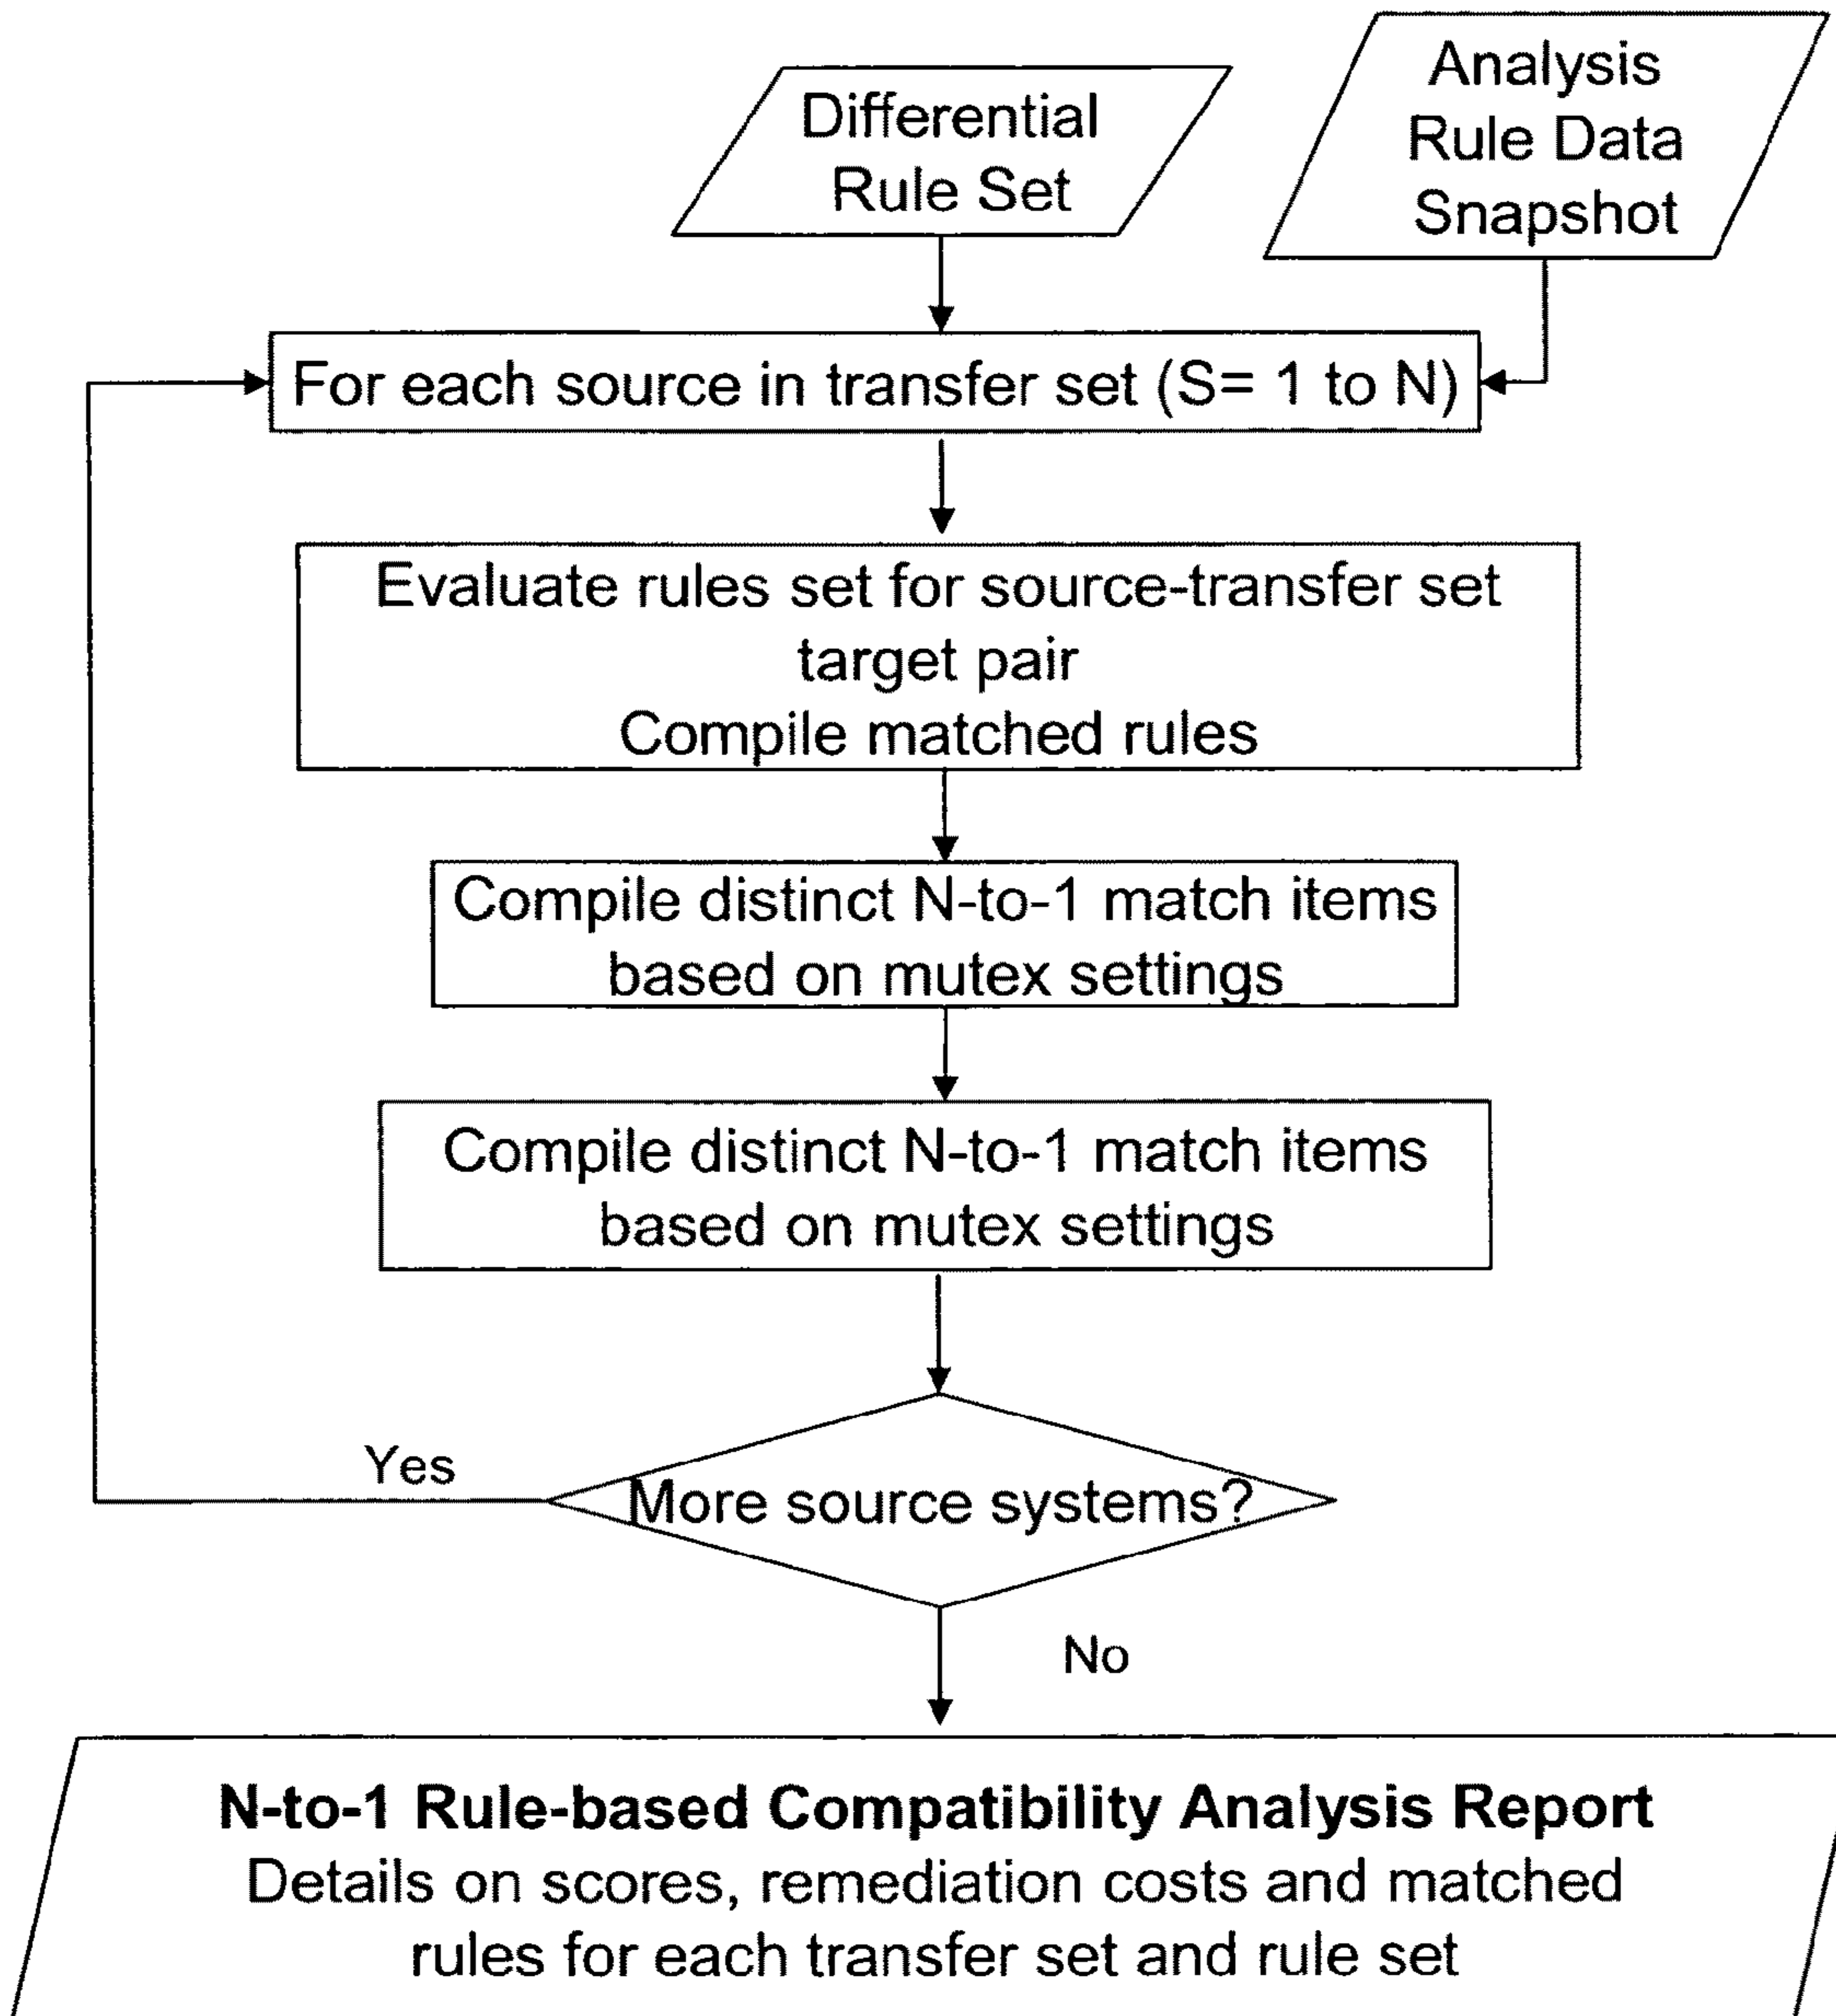 Differential
Rule Set
Analysis
Rule Data
Snapshot
For each source in transfer set (S= 1 to N)
Evaluate rules set for source-transfer set
target pair
Compile matched rules
Compile distinct N-to-1 match items
based on mutex settings
Compile distinct N-to-1 match items
based on mutex settings
Yes
More source systems?
No
N-to-1 Rule-based Compatibility Analysis Report
Details on scores, remediation costs and matched
rules for each transfer set and rule set